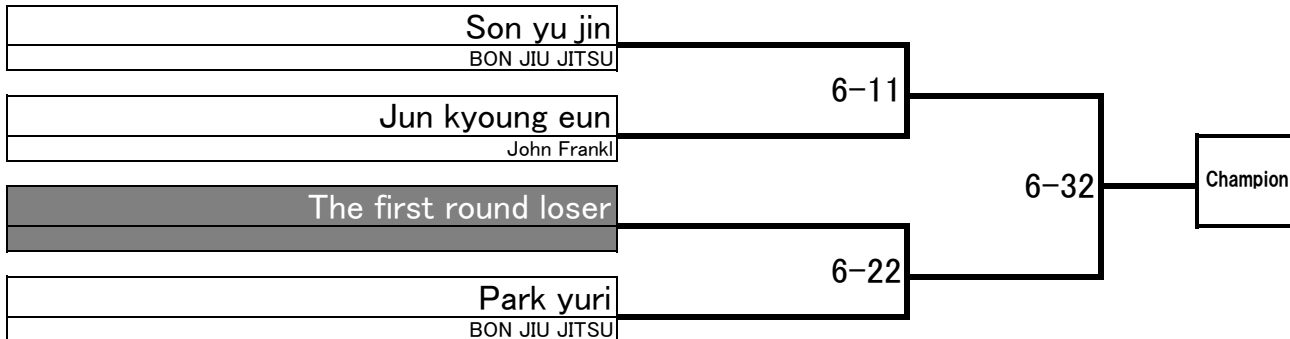 Son yu jin
BON JIU JITSU
6-11
Jun kyoung eun
John Frankl
6-32
Champion
The first round loser
6-22
Park yuri
BON JIU JITSU